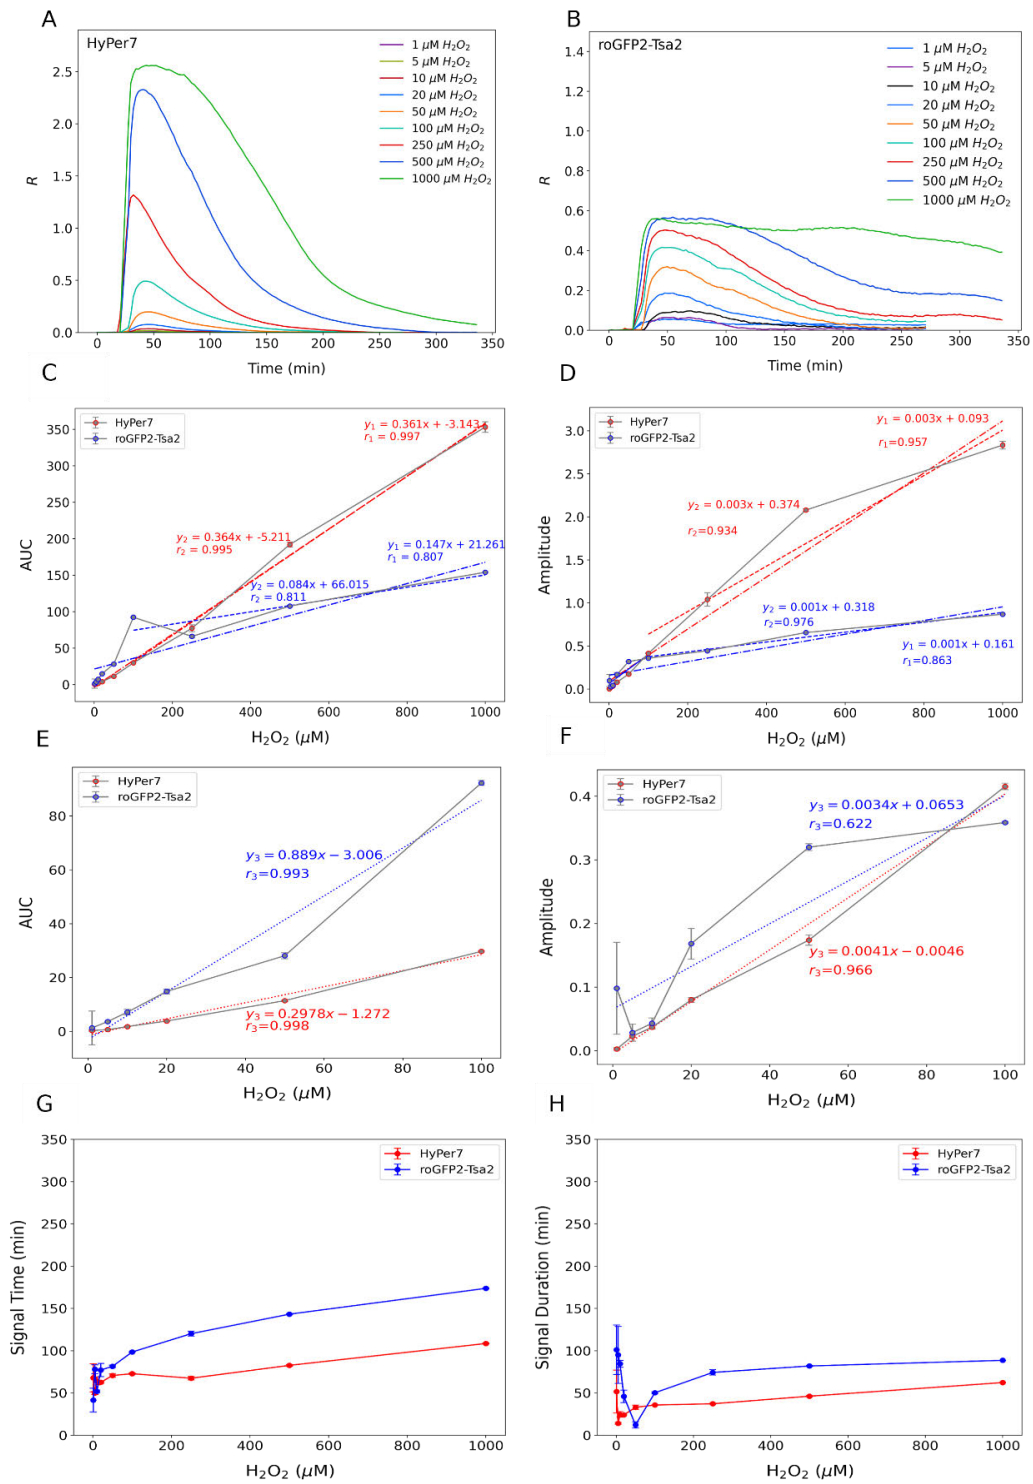 A
HyPer7
1 μM H₂O₂
5 μM H₂O₂
10 μM H₂O₂
20 μM H₂O₂
50 μM H₂O₂
100 μM H₂O₂
250 μM H₂O₂
500 μM H₂O₂
1000 μM H₂O₂
2.5
2.0
1.5
1.0
0.5
0.0
R
0 50 100 150 200 250 300 350
Time (min)
B
roGFP2-Tsa2
1 μM H₂O₂
5 μM H₂O₂
10 μM H₂O₂
20 μM H₂O₂
50 μM H₂O₂
100 μM H₂O₂
250 μM H₂O₂
500 μM H₂O₂
1000 μM H₂O₂
1.4
1.2
1.0
0.8
0.6
0.4
0.2
0.0
R
0 50 100 150 200 250 300 350
Time (min)
C
HyPer7
roGFP2-Tsa2
y₁ = 0.361x + -3.143
r₁ = 0.997
y₂ = 0.364x + -5.211
r₂ = 0.995
y₁ = 0.147x + 21.261
r₁ = 0.807
y₂ = 0.084x + 66.015
r₂ = 0.811
350
300
250
200
150
100
50
0
AUC
0 200 400 600 800 1000
H₂O₂ (μM)
D
HyPer7
roGFP2-Tsa2
y₁ = 0.003x + 0.093
r₁=0.957
y₂ = 0.003x + 0.374
r₂=0.934
y₂ = 0.001x + 0.318
r₂=0.976
y₁ = 0.001x + 0.161
r₁=0.863
3.0
2.5
2.0
1.5
1.0
0.5
0.0
Amplitude
0 200 400 600 800 1000
H₂O₂ (μM)
E
HyPer7
roGFP2-Tsa2
y₃ = 0.889x − 3.006
r₃=0.993
y₃ = 0.2978x − 1.272
r₃=0.998
80
60
40
20
0
AUC
0 20 40 60 80 100
H₂O₂ (μM)
F
HyPer7
roGFP2-Tsa2
y₃ = 0.0034x + 0.0653
r₃=0.622
y₃ = 0.0041x − 0.0046
r₃=0.966
0.4
0.3
0.2
0.1
0.0
Amplitude
0 20 40 60 80 100
H₂O₂ (μM)
G
HyPer7
roGFP2-Tsa2
350
300
250
200
150
100
50
0
Signal Time (min)
0 200 400 600 800 1000
H₂O₂ (μM)
H
HyPer7
roGFP2-Tsa2
350
300
250
200
150
100
50
0
Signal Duration (min)
0 200 400 600 800 1000
H₂O₂ (μM)